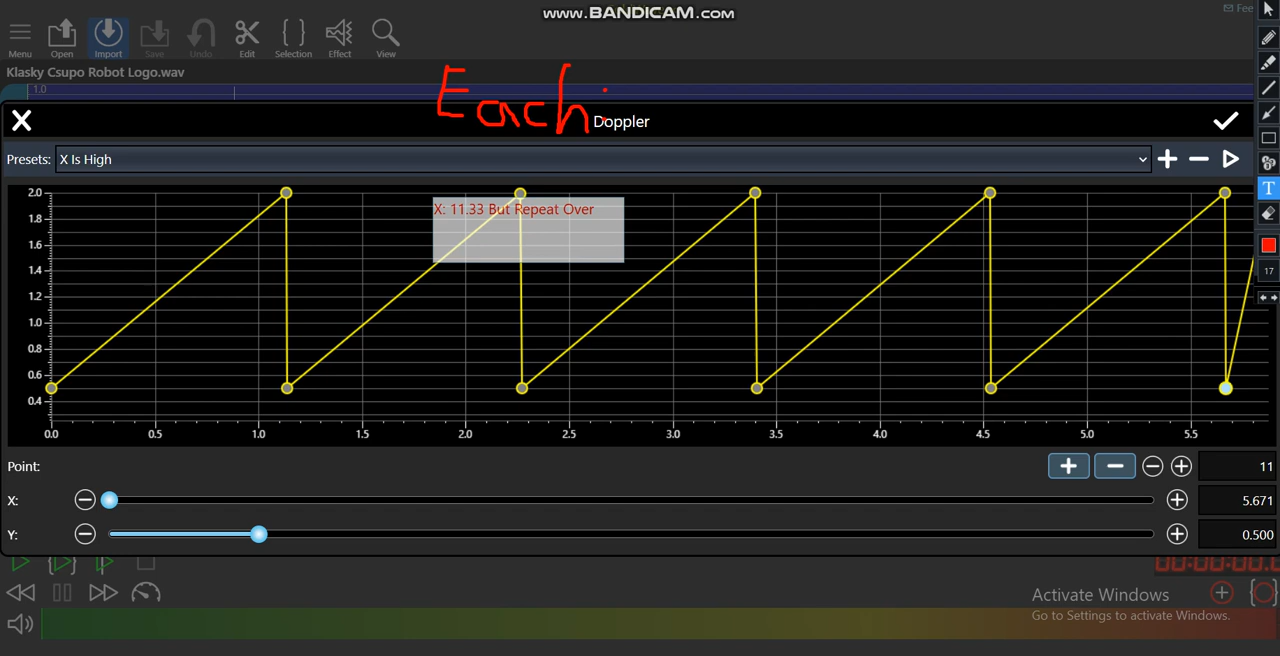 www.BANDICAM.com
Fee
Menu Open Import Save Undo Edit Selection Effect View
Klasky Csupo Robot Logo.wav
1.0
Each:
Doppler
Presets: X Is High
2.0
1.8
1.6
1.4
1.2
1.0
0.8
0.6
0.4
X: 11.33 But Repeat Over
T
17
0.0 0.5 1.0 1.5 2.0 2.5 3.0 3.5 4.0 4.5 5.0 5.5
Point: 11
X: 5.671
Y: 0.500
00:00:00.
Activate Windows
Go to Settings to activate Windows.